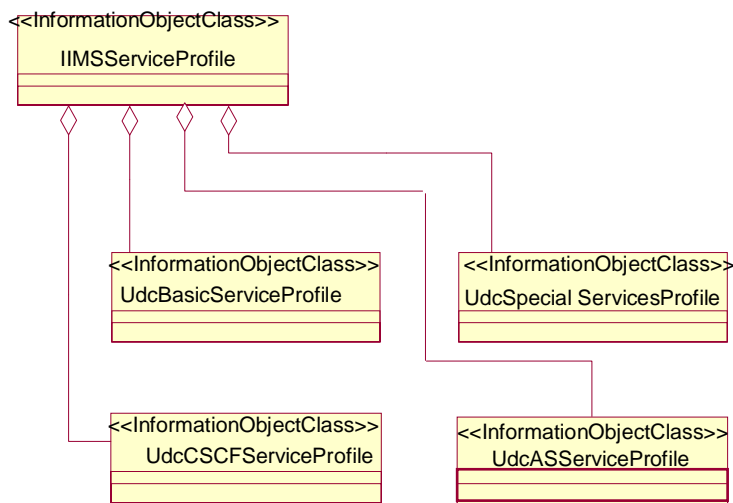 <<InformationObjectClass>>
IIMSServiceProfile
<<InformationObjectClass>>
UdcBasicServiceProfile
<<InformationObjectClass>>
UdcSpecial ServicesProfile
<<InformationObjectClass>>
UdcCSCFServiceProfile
<<InformationObjectClass>>
UdcASServiceProfile